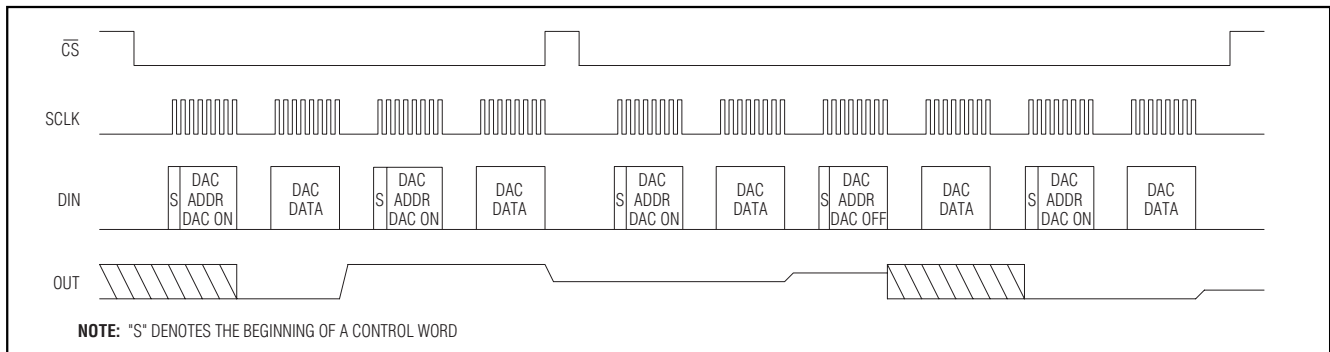 CS
SCLK
DIN
S DAC ADDR DAC ON
DAC DATA
S DAC ADDR DAC ON
DAC DATA
S DAC ADDR DAC ON
DAC DATA
S DAC ADDR DAC OFF
DAC DATA
S DAC ADDR DAC ON
DAC DATA
OUT
NOTE: "S" DENOTES THE BEGINNING OF A CONTROL WORD